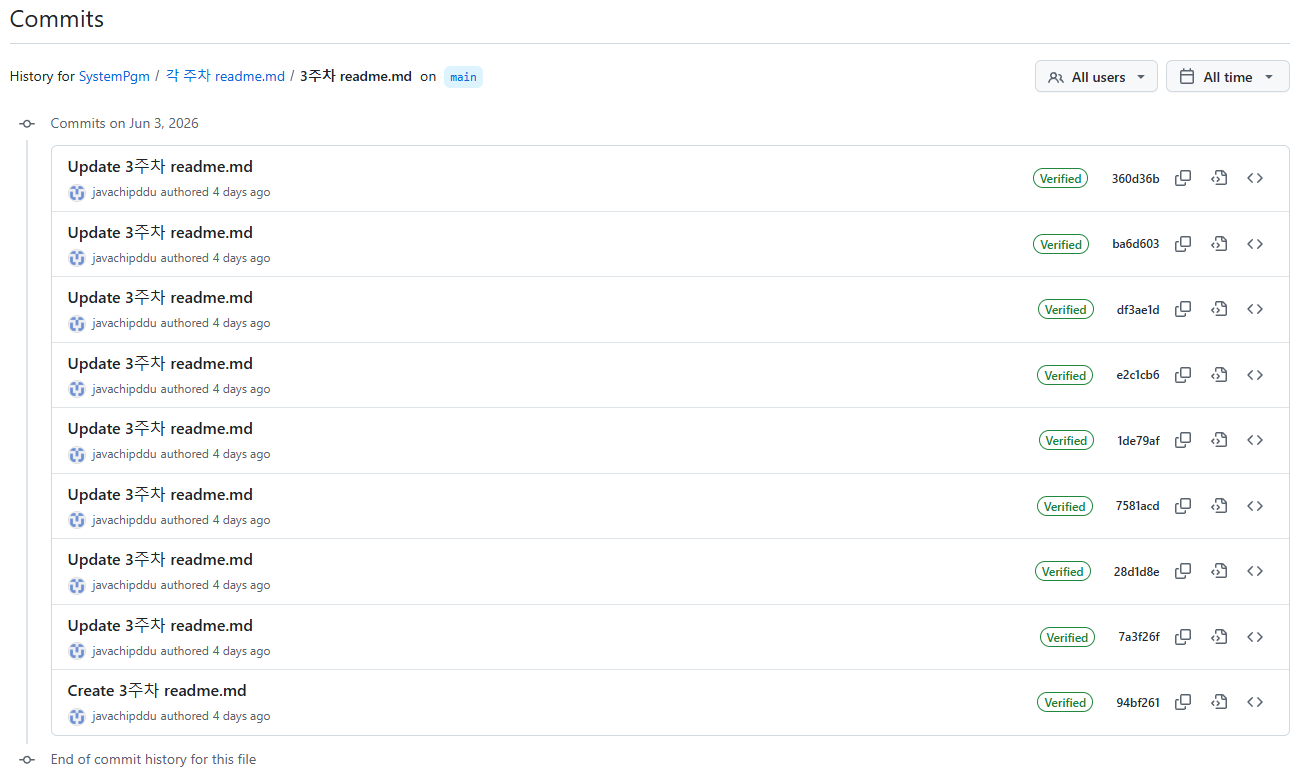 Commits
History for SystemPgm / 각 주차 readme.md / 3주차 readme.md on main
All users
All time
Commits on Jun 3, 2026
Update 3주차 readme.md
javachipddu authored 4 days ago
Verified
360d36b
Update 3주차 readme.md
javachipddu authored 4 days ago
Verified
ba6d603
Update 3주차 readme.md
javachipddu authored 4 days ago
Verified
df3ae1d
Update 3주차 readme.md
javachipddu authored 4 days ago
Verified
e2c1cb6
Update 3주차 readme.md
javachipddu authored 4 days ago
Verified
1de79af
Update 3주차 readme.md
javachipddu authored 4 days ago
Verified
7581acd
Update 3주차 readme.md
javachipddu authored 4 days ago
Verified
28d1d8e
Update 3주차 readme.md
javachipddu authored 4 days ago
Verified
7a3f26f
Create 3주차 readme.md
javachipddu authored 4 days ago
Verified
94bf261
End of commit history for this file